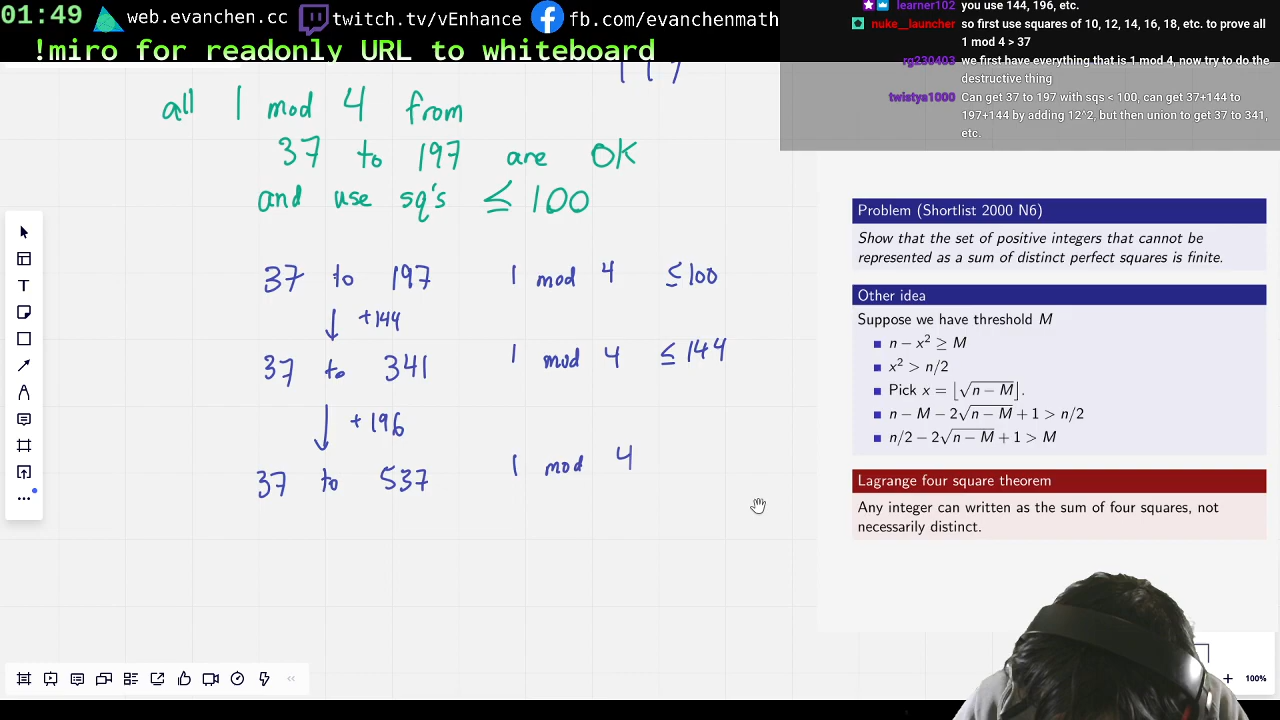 01:49 web.evanchen.cc twitch.tv/vEnhance fb.com/evanchenmath
!miro for readonly URL to whiteboard
learner102 you use 144, 196, etc.
nuke_launcher so first use squares of 10, 12, 14, 16, 18, etc. to prove all
1 mod 4 > 37
rg230403 we first have everything that is 1 mod 4, now try to do the
destructive thing
twistya1000 Can get 37 to 197 with sqs < 100, can get 37+144 to
197+144 by adding 12^2, but then union to get 37 to 341,
etc.
all 1 mod 4 from
37 to 197 are OK
and use sq's ≤ 100
37 to 197 1 mod 4 ≤ 100
↓ +144
37 to 341 1 mod 4 ≤ 144
↓ +196
37 to 537 1 mod 4
Problem (Shortlist 2000 N6)
Show that the set of positive integers that cannot be
represented as a sum of distinct perfect squares is finite.
Other idea
Suppose we have threshold M
n − x² ≥ M
x² > n/2
Pick x = ⌊√(n − M)⌋.
n − M − 2√(n − M) + 1 > n/2
n/2 − 2√(n − M) + 1 > M
Lagrange four square theorem
Any integer can written as the sum of four squares, not
necessarily distinct.
100%